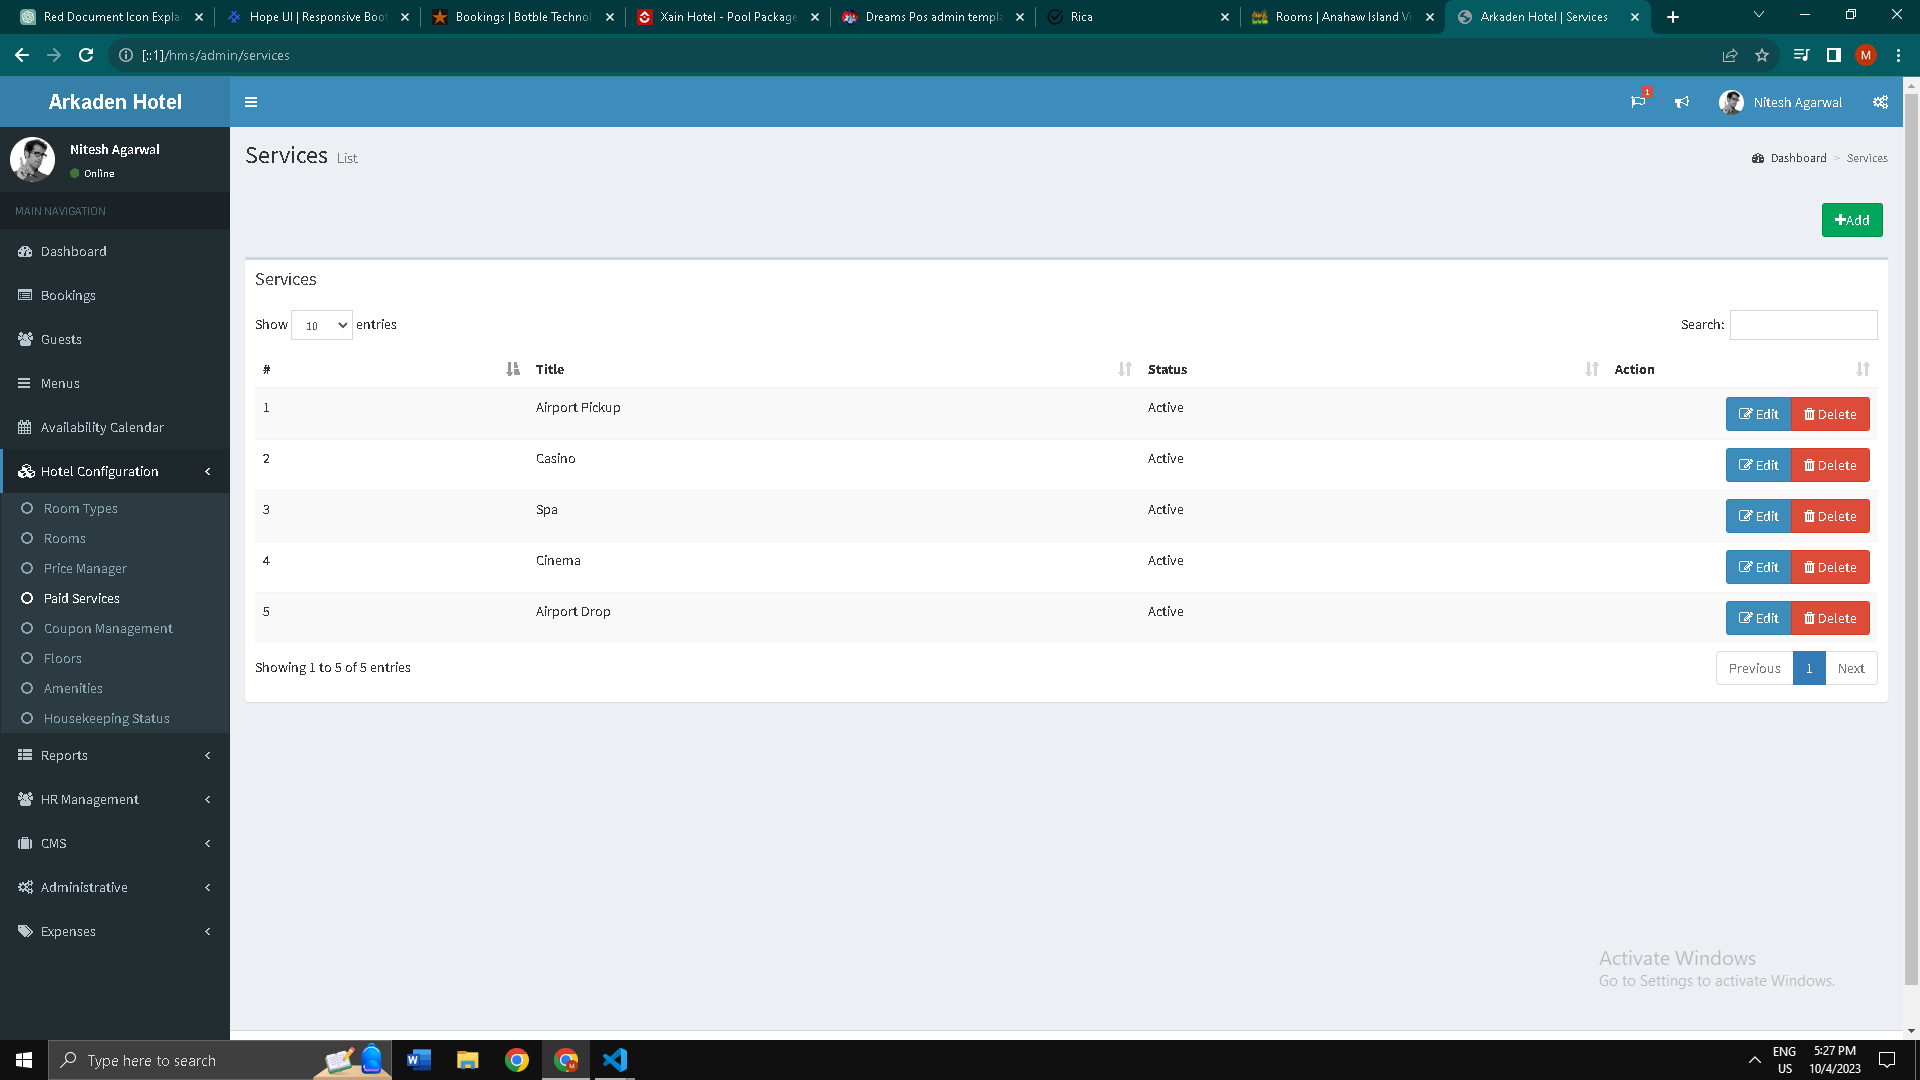 Red Document Icon Expla
Hope UI | Responsive Boot
Bookings | Botble Technol
Xain Hotel - Pool Package
Dreams Pos admin templa
Rica
Rooms | Anahaw Island Vi
Arkaden Hotel | Services
[::1]/hms/admin/services
M
Arkaden Hotel
1
Nitesh Agarwal
Nitesh Agarwal
Online
Services List
Dashboard > Services
MAIN NAVIGATION
Dashboard
Bookings
Guests
Menus
Availability Calendar
Hotel Configuration
Room Types
Rooms
Price Manager
Paid Services
Coupon Management
Floors
Amenities
Housekeeping Status
Reports
HR Management
CMS
Administrative
Expenses
+Add
Services
Show 10 entries
Search:
# Title Status Action
1 Airport Pickup Active Edit Delete
2 Casino Active Edit Delete
3 Spa Active Edit Delete
4 Cinema Active Edit Delete
5 Airport Drop Active Edit Delete
Showing 1 to 5 of 5 entries
Previous 1 Next
Activate Windows
Go to Settings to activate Windows.
Type here to search
ENG
US
5:27 PM
10/4/2023